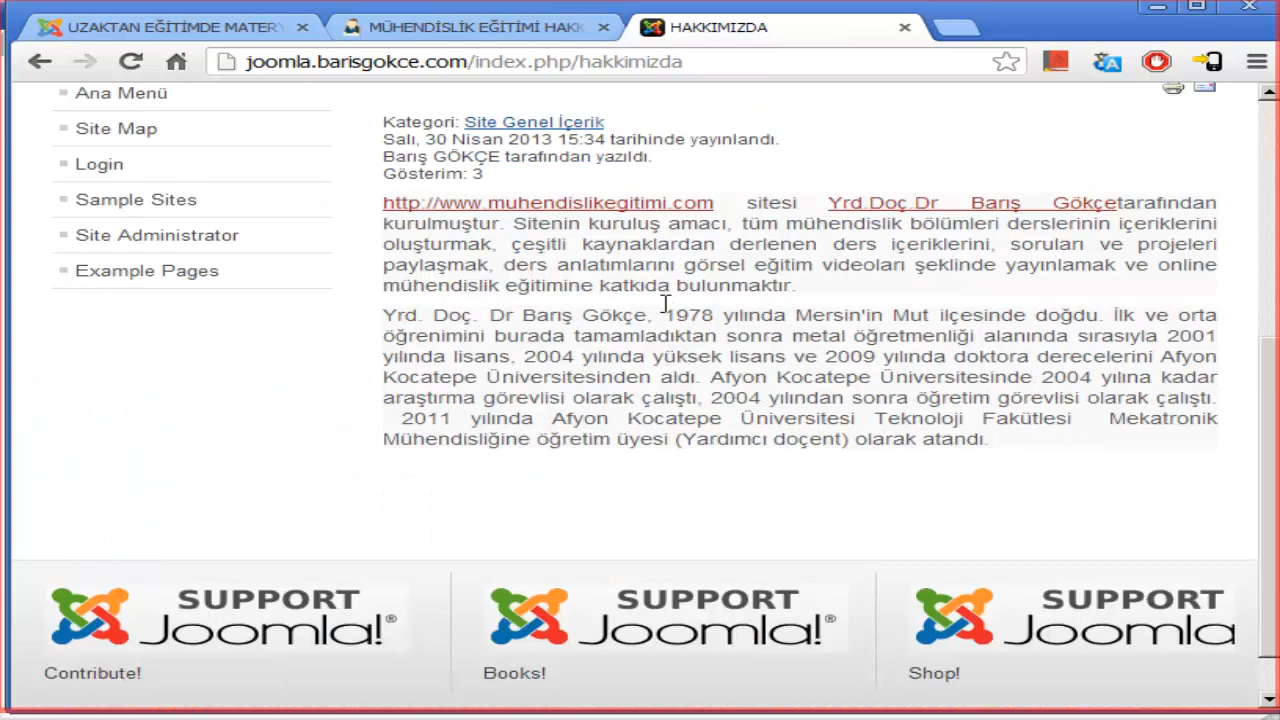 UZAKTAN EĞİTİMDE MATERY
MÜHENDİSLİK EĞİTİMİ HAKK
HAKKIMIZDA
joomla.barisgokce.com/index.php/hakkimizda
Ana Menü
Site Map
Login
Sample Sites
Site Administrator
Example Pages
Kategori: Site Genel İçerik
Salı, 30 Nisan 2013 15:34 tarihinde yayınlandı.
Barış GÖKÇE tarafından yazıldı.
Gösterim: 3
http://www.muhendislikegitimi.com sitesi Yrd.Doç.Dr Barış Gökçetarafından
kurulmuştur. Sitenin kuruluş amacı, tüm mühendislik bölümleri derslerinin içeriklerini
oluşturmak, çeşitli kaynaklardan derlenen ders içeriklerini, soruları ve projeleri
paylaşmak, ders anlatımlarını görsel eğitim videoları şeklinde yayınlamak ve online
mühendislik eğitimine katkıda bulunmaktır.
Yrd. Doç. Dr Barış Gökçe, 1978 yılında Mersin'in Mut ilçesinde doğdu. İlk ve orta
öğrenimini burada tamamladıktan sonra metal öğretmenliği alanında sırasıyla 2001
yılında lisans, 2004 yılında yüksek lisans ve 2009 yılında doktora derecelerini Afyon
Kocatepe Üniversitesinden aldı. Afyon Kocatepe Üniversitesinde 2004 yılına kadar
araştırma görevlisi olarak çalıştı, 2004 yılından sonra öğretim görevlisi olarak çalıştı.
2011 yılında Afyon Kocatepe Üniversitesi Teknoloji Fakütlesi Mekatronik
Mühendisliğine öğretim üyesi (Yardımcı doçent) olarak atandı.
SUPPORT
Joomla!®
Contribute!
SUPPORT
Joomla!®
Books!
SUPPORT
Joomla
Shop!